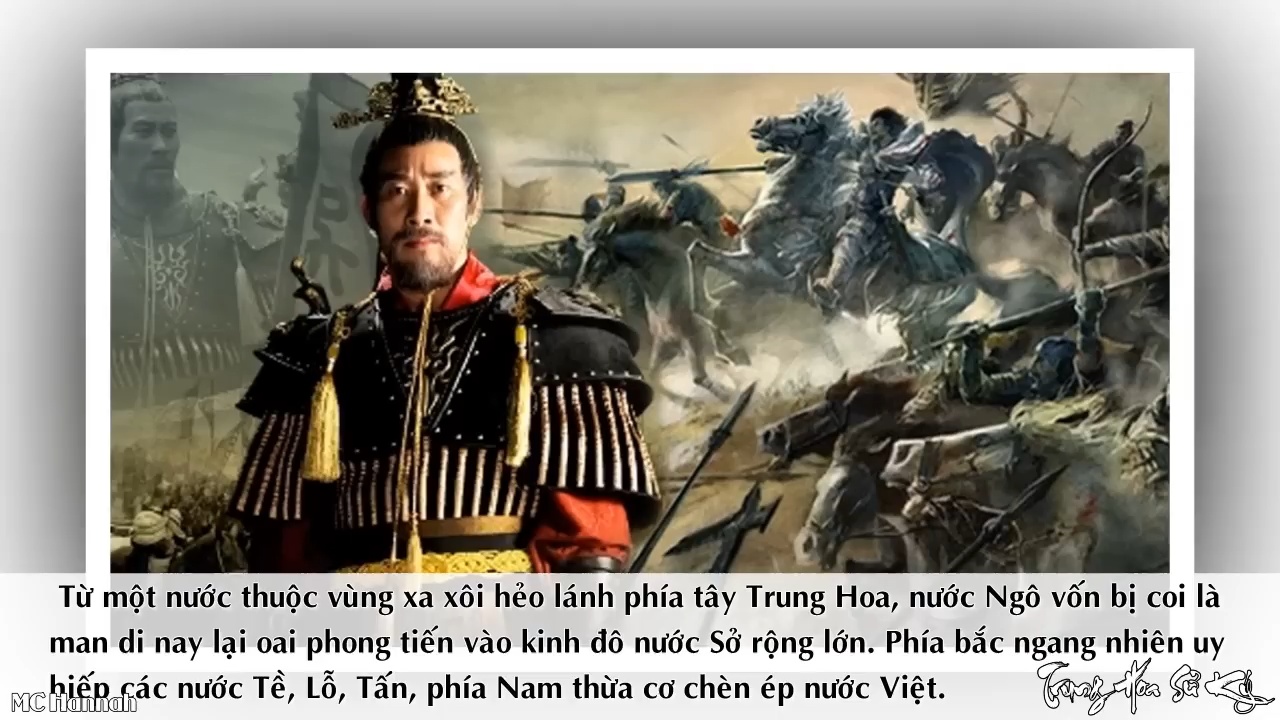 Từ một nước thuộc vùng xa xôi hẻo lánh phía tây Trung Hoa, nước Ngô vốn bị coi là
man di nay lại oai phong tiến vào kinh đô nước Sở rộng lớn. Phía bắc ngang nhiên uy
hiếp các nước Tề, Lỗ, Tấn, phía Nam thừa cơ chèn ép nước Việt.
MC Hannah
Trung Hoa Sử Ký